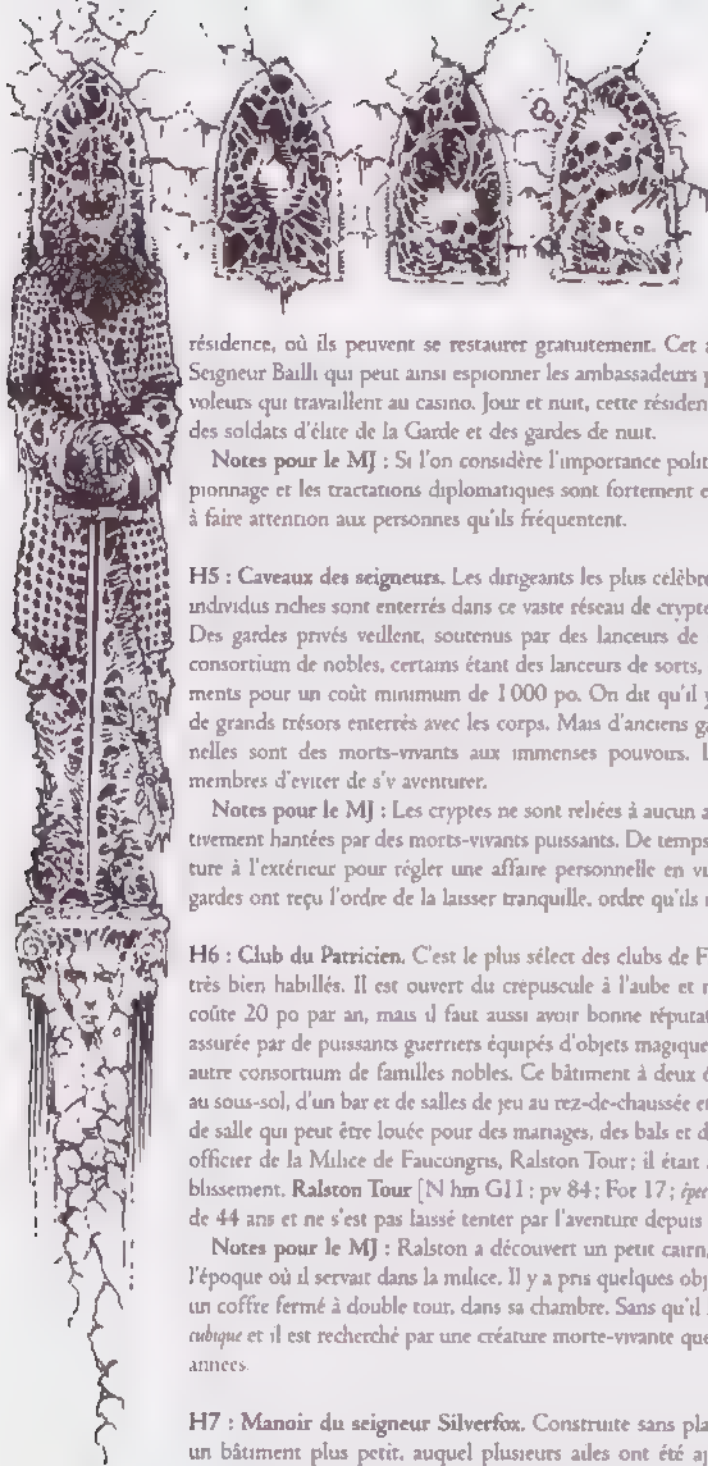 résidence, où ils peuvent se restaurer gratuitement. Cet a
Seigneur Bailli qui peut ainsi espionner les ambassadeurs p
voleurs qui travaillent au casino. Jour et nuit, cette résiden
des soldats d'élite de la Garde et des gardes de nuit.
Notes pour le MJ : Si l'on considère l'importance polit
pionnage et les tractations diplomatiques sont fortement e
à faire attention aux personnes qu'ils fréquentent.
H5 : Caveaux des seigneurs. Les dirigeants les plus célèbre
individus riches sont enterrés dans ce vaste réseau de crypte
Des gardes privés veillent, soutenus par des lanceurs de
consortium de nobles, certains étant des lanceurs de sorts,
ments pour un coût minimum de 1 000 po. On dit qu'il y
de grands trésors enterrés avec les corps. Mais d'anciens ga
nelles sont des morts-vivants aux immenses pouvoirs. L
membres d'éviter de s'y aventurer.
Notes pour le MJ : Les cryptes ne sont reliées à aucun a
tivement hantées par des morts-vivants puissants. De temps
ture à l'extérieur pour régler une affaire personnelle en vi
gardes ont reçu l'ordre de la laisser tranquille, ordre qu'ils r
H6 : Club du Patricien. C'est le plus sélect des clubs de F
très bien habillés. Il est ouvert du crépuscule à l'aube et n
coûte 20 po par an, mais il faut aussi avoir bonne réputat
assurée par de puissants guerriers équipés d'objets magique
autre consortium de familles nobles. Ce bâtiment à deux é
au sous-sol, d'un bar et de salles de jeu au rez-de-chaussée et
de salle qui peut être louée pour des mariages, des bals et d
officier de la Milice de Faucongris, Ralston Tour; il était
blissement. Ralston Tour [N hm G11 ; pv 84 ; For 17 ; éper
de 44 ans et ne s'est pas laissé tenter par l'aventure depuis
Notes pour le MJ : Ralston a découvert un petit cairn,
l'époque où il servait dans la milice. Il y a pris quelques obj
un coffre fermé à double tour, dans sa chambre. Sans qu'il
cubique et il est recherché par une créature morte-vivante que
années.
H7 : Manoir du seigneur Silverfox. Construite sans pla
un bâtiment plus petit, auquel plusieurs ailes ont été aj